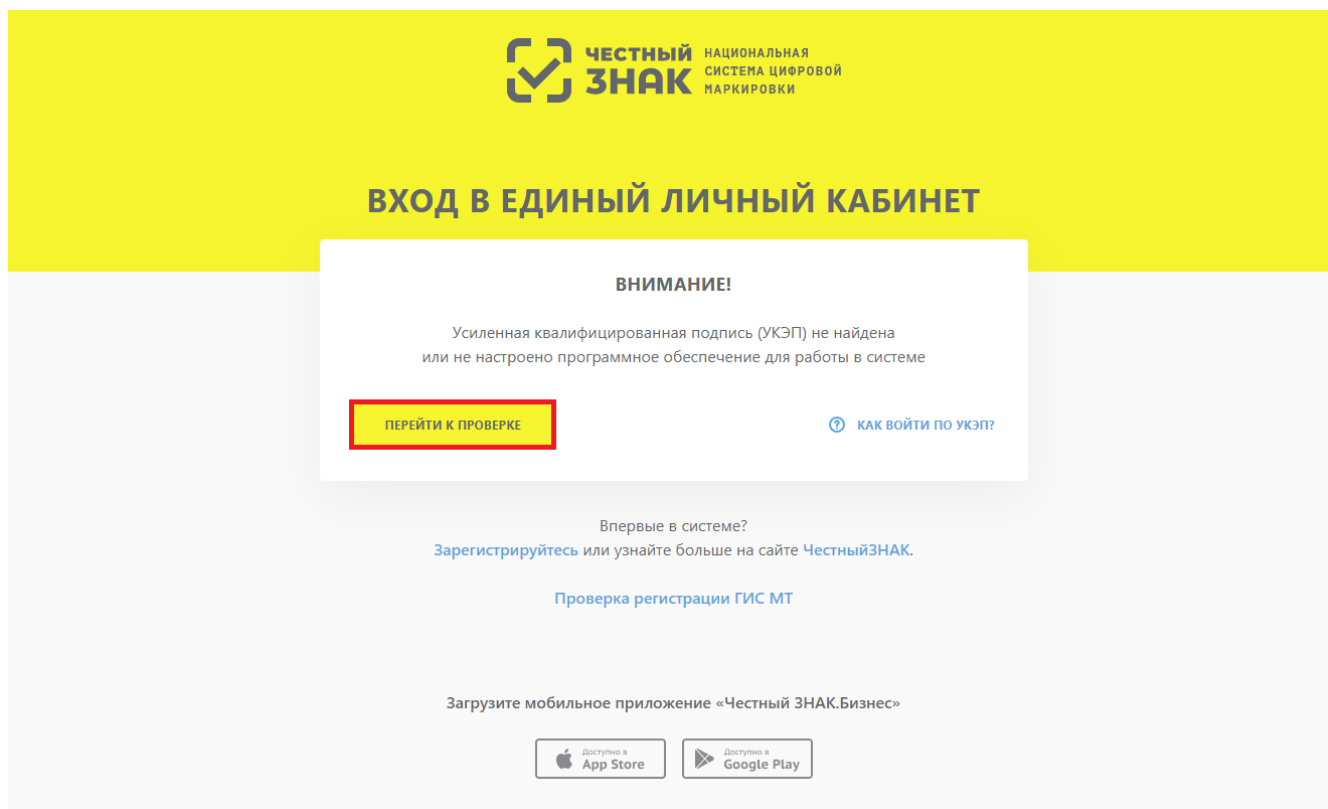 ЧЕСТНЫЙ ЗНАК
НАЦИОНАЛЬНАЯ СИСТЕМА ЦИФРОВОЙ МАРКИРОВКИ
ВХОД В ЕДИНЫЙ ЛИЧНЫЙ КАБИНЕТ
ВНИМАНИЕ!
Усиленная квалифицированная подпись (УКЭП) не найдена
или не настроено программное обеспечение для работы в системе
ПЕРЕЙТИ К ПРОВЕРКЕ
? КАК ВОЙТИ ПО УКЭП?
Впервые в системе?
Зарегистрируйтесь или узнайте больше на сайте ЧестныйЗНАК.
Проверка регистрации ГИС МТ
Загрузите мобильное приложение «Честный ЗНАК.Бизнес»
Доступно в
App Store
Доступно в
Google Play